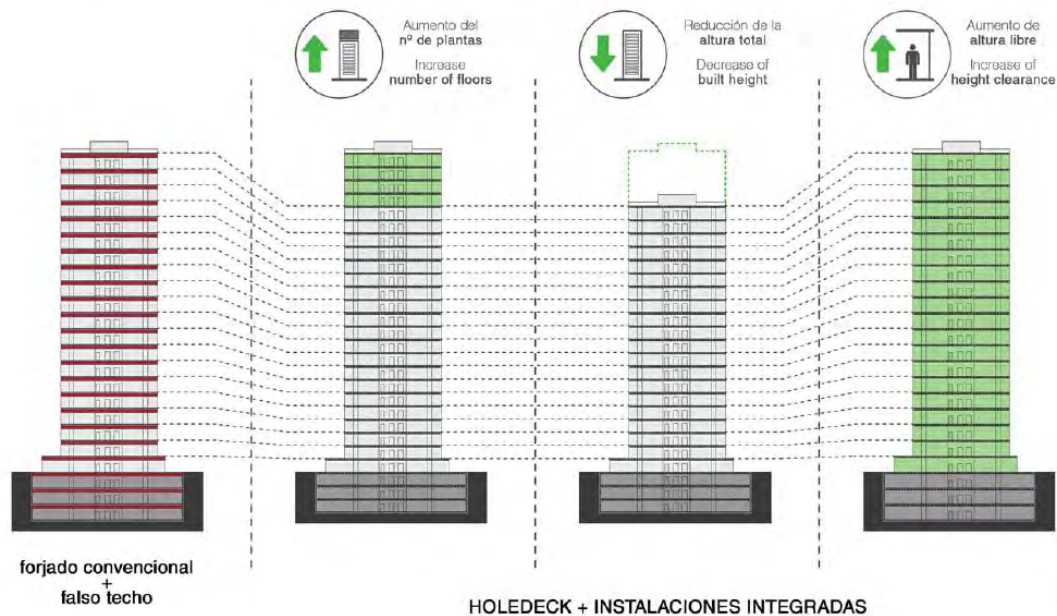 Aumento del
nº de plantas
Increase
number of floors
Reducción de la
altura total
Decrease of
built height
Aumento de
altura libre
Increase of
height clearance
forjado convencional
+
falso techo
HOLEDECK + INSTALACIONES INTEGRADAS